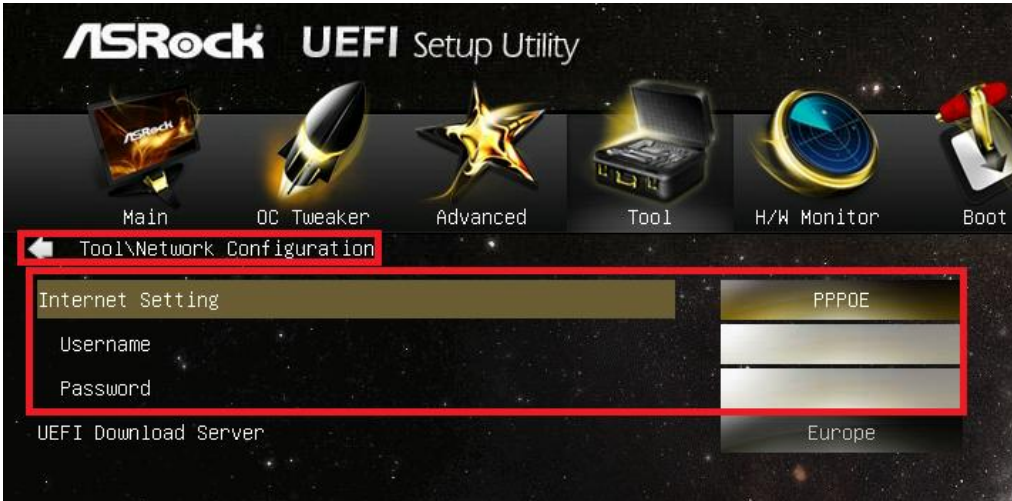 ASRock UEFI Setup Utility
ASRock
Main OC Tweaker Advanced Tool H/W Monitor Boot
Tool\Network Configuration
Internet Setting PPPOE
Username
Password
UEFI Download Server Europe